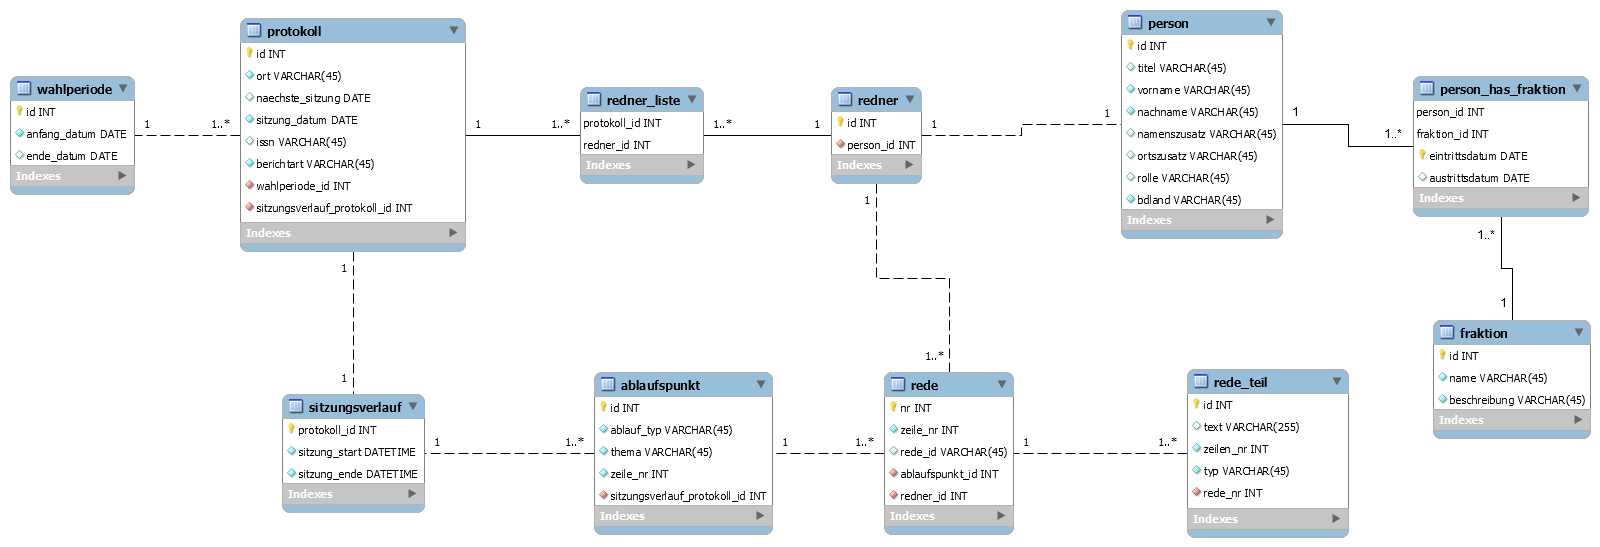 wahlperiode
id INT
anfang_datum DATE
ende_datum DATE
Indexes
1
1..*
protokoll
id INT
ort VARCHAR(45)
naechste_sitzung DATE
sitzung_datum DATE
issn VARCHAR(45)
berichtart VARCHAR(45)
wahlperiode_id INT
sitzungsverlauf_protokoll_id INT
Indexes
1
1..*
redner_liste
protokoll_id INT
redner_id INT
Indexes
1..*
1
redner
id INT
person_id INT
Indexes
1
1
person
id INT
titel VARCHAR(45)
vorname VARCHAR(45)
nachname VARCHAR(45)
namenszusatz VARCHAR(45)
ortszusatz VARCHAR(45)
rolle VARCHAR(45)
bdland VARCHAR(45)
Indexes
1
1..*
person_has_fraktion
person_id INT
fraktion_id INT
eintrittsdatum DATE
austrittsdatum DATE
Indexes
1..*
1
fraktion
id INT
name VARCHAR(45)
beschreibung VARCHAR(45)
Indexes
1
1
sitzungsverlauf
protokoll_id INT
sitzung_start DATETIME
sitzung_ende DATETIME
Indexes
1
1..*
ablaufspunkt
id INT
ablauf_typ VARCHAR(45)
thema VARCHAR(45)
zeile_nr INT
sitzungsverlauf_protokoll_id INT
Indexes
1
1..*
1
1..*
rede
nr INT
zeile_nr INT
rede_id VARCHAR(45)
ablaufspunkt_id INT
redner_id INT
Indexes
1
1..*
rede_teil
id INT
text VARCHAR(255)
zeilen_nr INT
typ VARCHAR(45)
rede_nr INT
Indexes